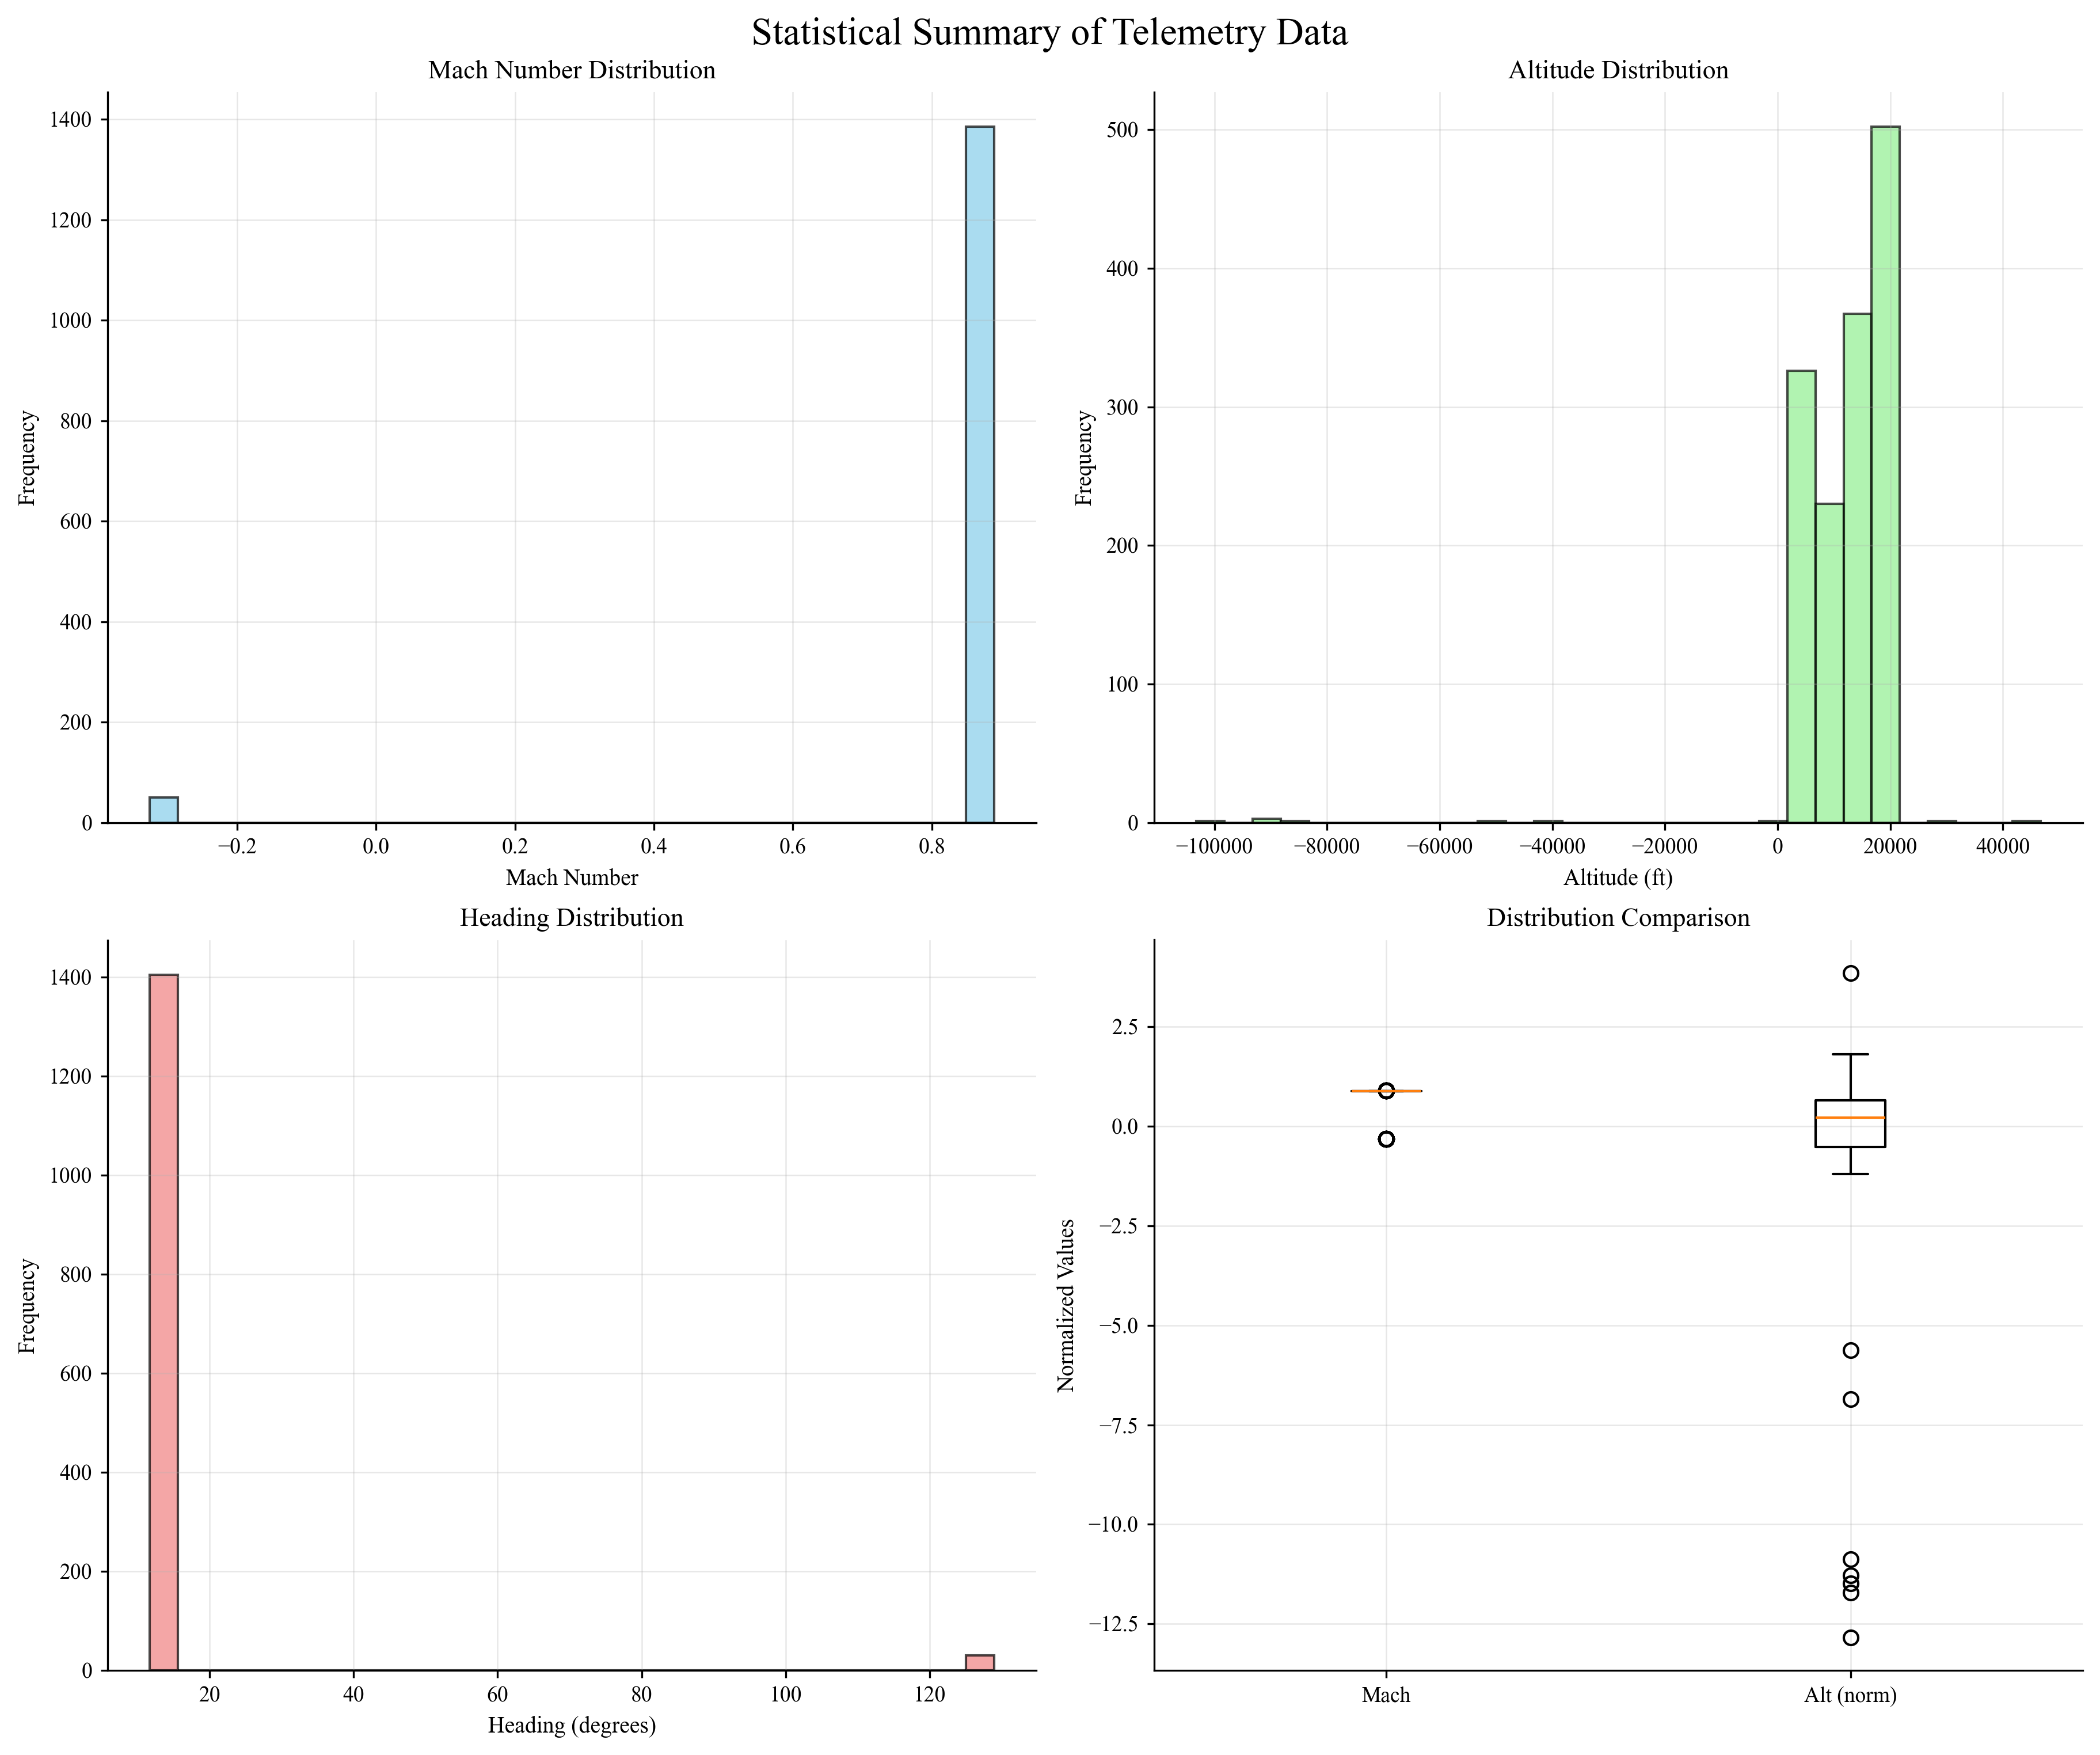 Statistical Summary of Telemetry Data
Mach Number Distribution
1400
1200
1000
800
600
400
200
0
Frequency
−0.2 0.0 0.2 0.4 0.6 0.8
Mach Number
Altitude Distribution
500
400
300
200
100
0
Frequency
−100000 −80000 −60000 −40000 −20000 0 20000 40000
Altitude (ft)
Heading Distribution
1400
1200
1000
800
600
400
200
0
Frequency
20 40 60 80 100 120
Heading (degrees)
Distribution Comparison
2.5
0.0
−2.5
−5.0
−7.5
−10.0
−12.5
Normalized Values
Mach Alt (norm)